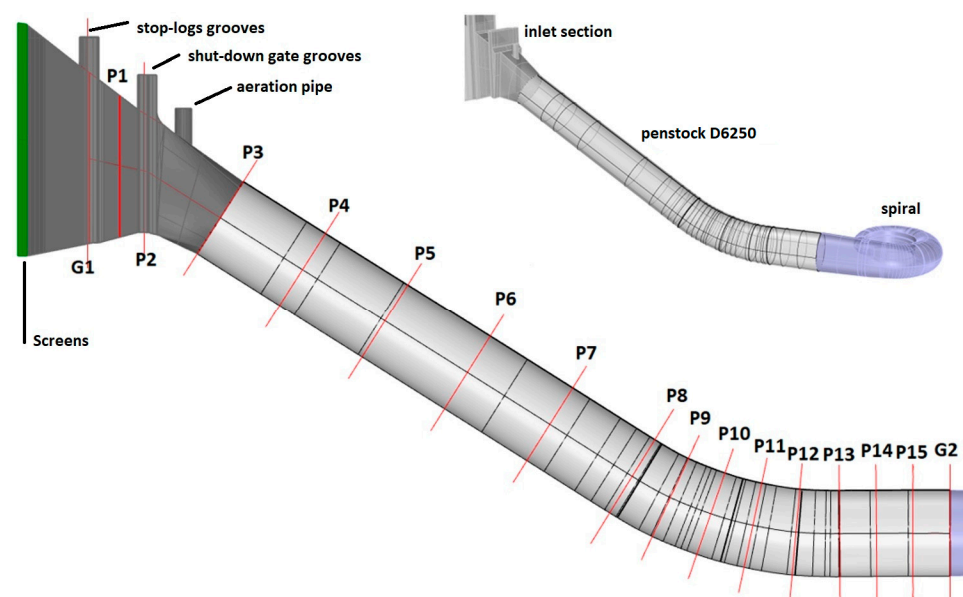 stop-logs grooves
inlet section
shut-down gate grooves
P1
aeration pipe
penstock D6250
P3
P4
spiral
P5
G1
P2
P6
Screens
P7
P8
P9
P10
P11
P12
P13
P14
P15
G2